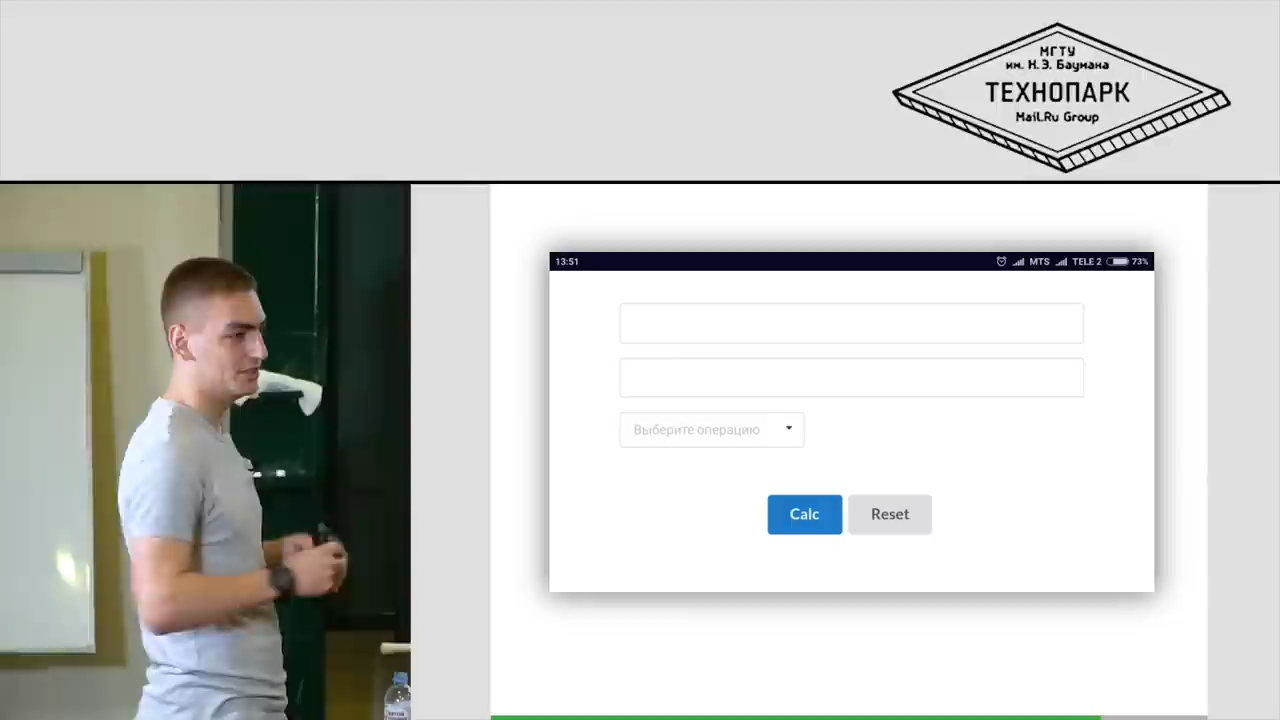 МГТУ
им. Н.Э. Баумана
ТЕХНОПАРК
Mail.Ru Group
13:51
MTS
TELE 2
73%
Выберите операцию
Calc
Reset